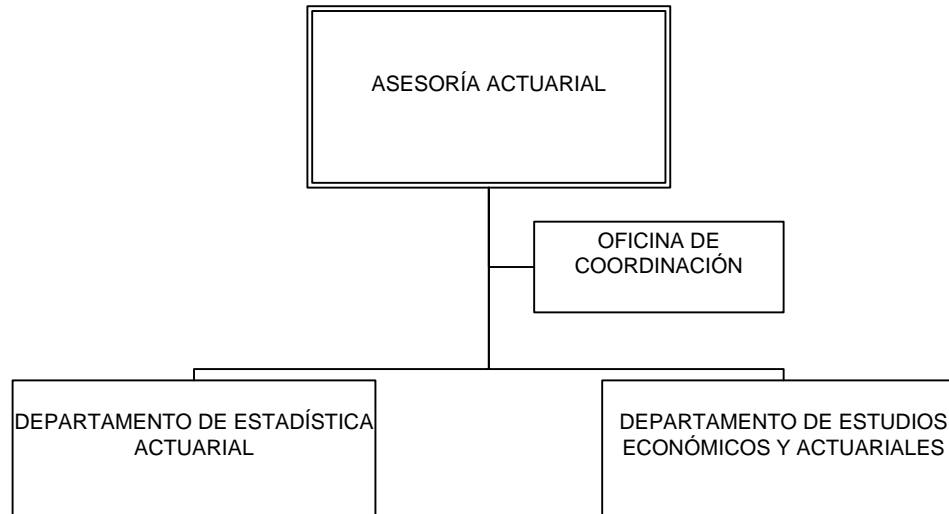 ASESORÍA ACTUARIAL
OFICINA DE
COORDINACIÓN
DEPARTAMENTO DE ESTADÍSTICA
ACTUARIAL
DEPARTAMENTO DE ESTUDIOS
ECONÓMICOS Y ACTUARIALES